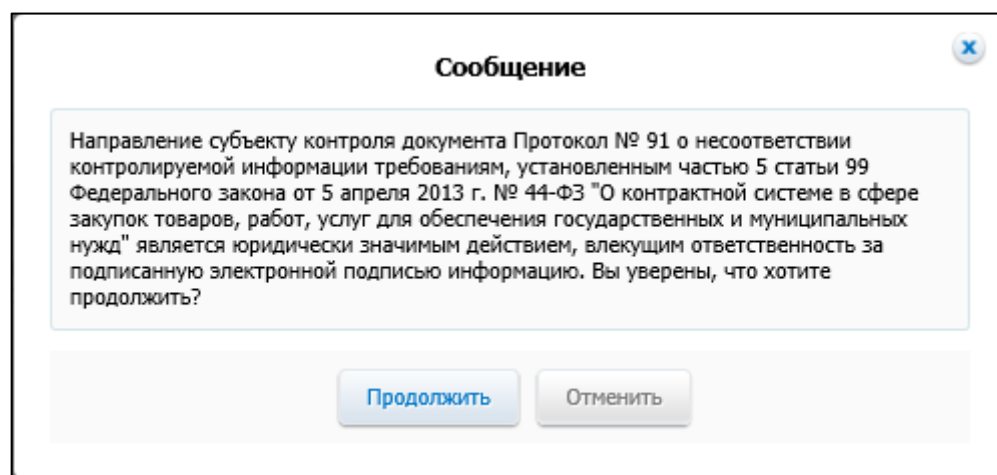 Сообщение
Направление субъекту контроля документа Протокол № 91 о несоответствии
контролируемой информации требованиям, установленным частью 5 статьи 99
Федерального закона от 5 апреля 2013 г. № 44-ФЗ "О контрактной системе в сфере
закупок товаров, работ, услуг для обеспечения государственных и муниципальных
нужд" является юридически значимым действием, влекущим ответственность за
подписанную электронной подписью информацию. Вы уверены, что хотите
продолжить?
Продолжить Отменить